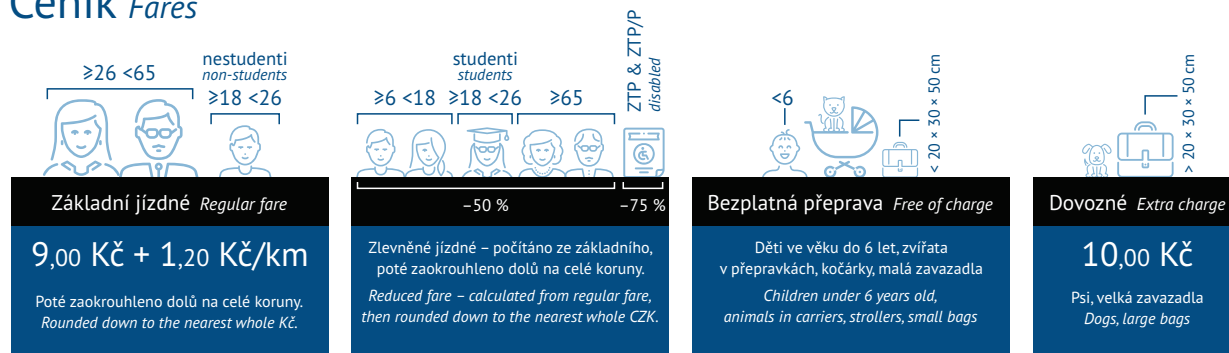 Ceník Fares
≥26 <65
nestudenti
non-students
≥18 <26
Základní jízdné Regular fare
9,00 Kč + 1,20 Kč/km
Poté zaokrouhleno dolů na celé koruny.
Rounded down to the nearest whole Kč.
studenti
students
≥6 <18 ≥18 <26 ≥65
ZTP & ZTP/P
disabled
−50 % −75 %
Zlevněné jízdné – počítáno ze základního,
poté zaokrouhleno dolů na celé koruny.
Reduced fare – calculated from regular fare,
then rounded down to the nearest whole CZK.
<6
< 20 × 30 × 50 cm
Bezplatná přeprava Free of charge
Děti ve věku do 6 let, zvířata
v přepravkách, kočárky, malá zavazadla
Children under 6 years old,
animals in carriers, strollers, small bags
> 20 × 30 × 50 cm
Dovozné Extra charge
10,00 Kč
Psi, velká zavazadla
Dogs, large bags